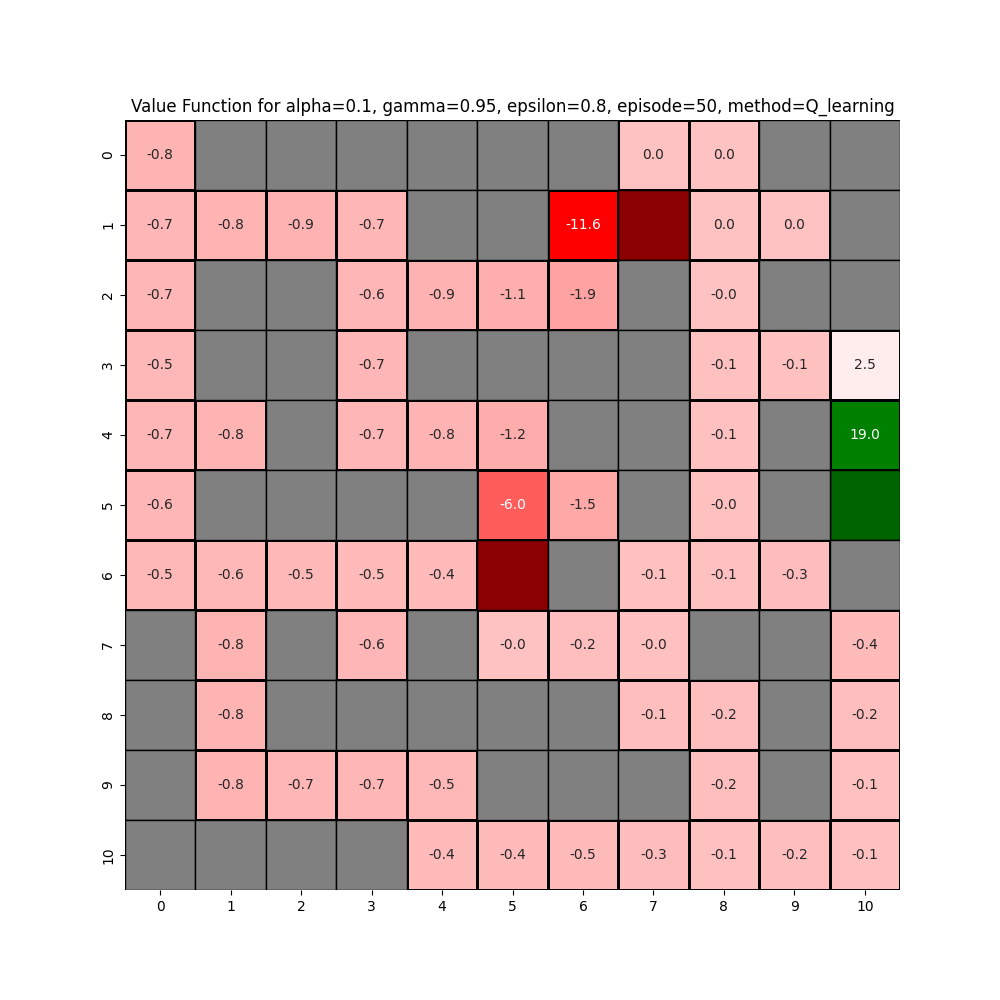 Value Function for alpha=0.1, gamma=0.95, epsilon=0.8, episode=50, method=Q_learning
0 -0.8 0.0 0.0
1 -0.7 -0.8 -0.9 -0.7 -11.6 0.0 0.0
2 -0.7 -0.6 -0.9 -1.1 -1.9 -0.0
3 -0.5 -0.7 -0.1 -0.1 2.5
4 -0.7 -0.8 -0.7 -0.8 -1.2 -0.1 19.0
5 -0.6 -6.0 -1.5 -0.0
6 -0.5 -0.6 -0.5 -0.5 -0.4 -0.1 -0.1 -0.3
7 -0.8 -0.6 -0.0 -0.2 -0.0 -0.4
8 -0.8 -0.1 -0.2 -0.2
9 -0.8 -0.7 -0.7 -0.5 -0.2 -0.1
10 -0.4 -0.4 -0.5 -0.3 -0.1 -0.2 -0.1
0 1 2 3 4 5 6 7 8 9 10